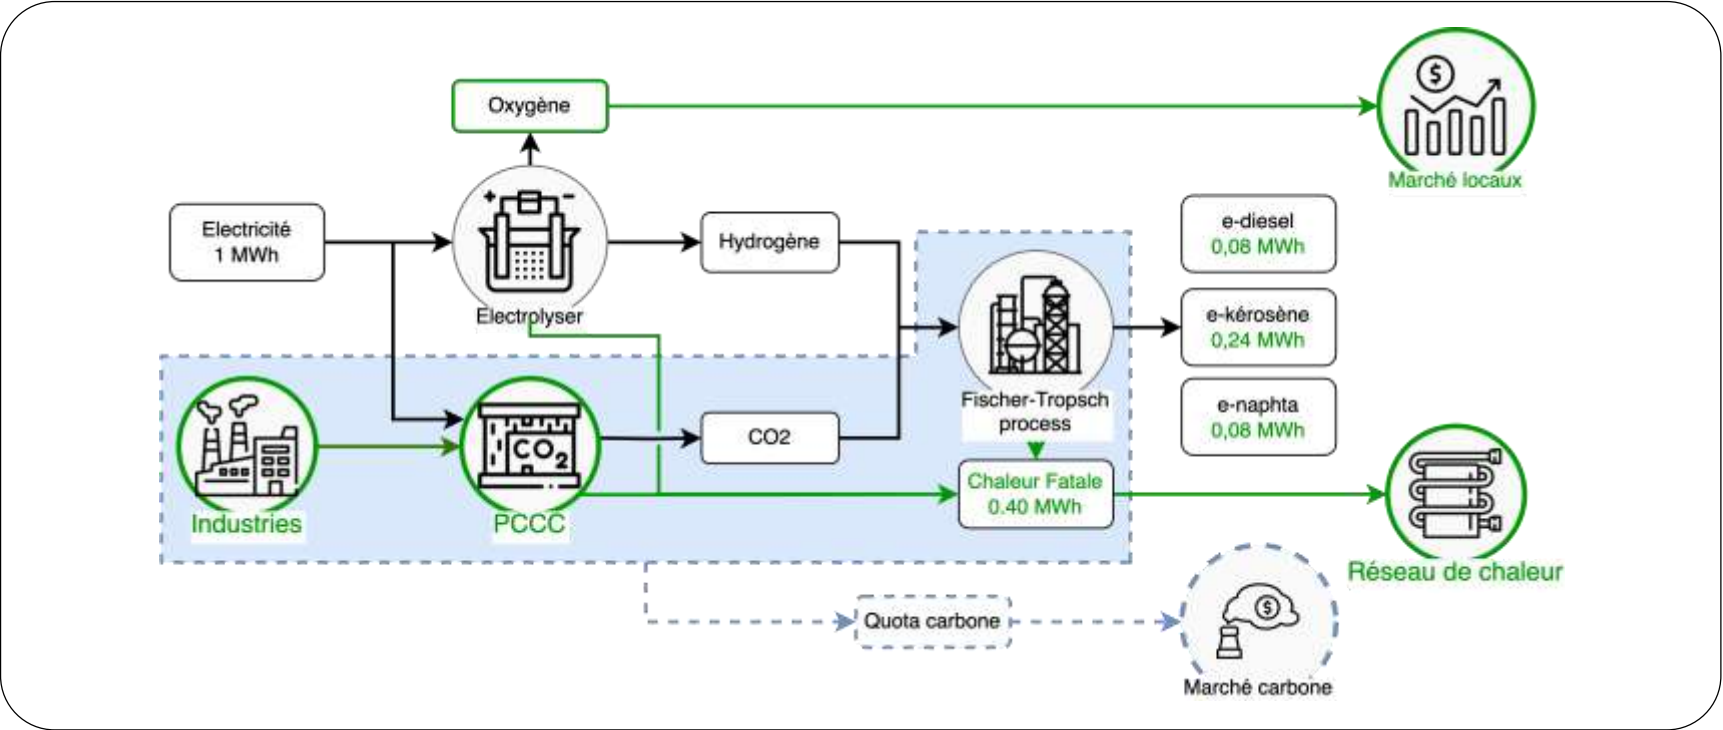 Oxygène
$
Marché locaux
Electricité
1 MWh
+ −
Electrolyser
Hydrogène
e-diesel
0,08 MWh
e-kérosène
0,24 MWh
e-naphta
0,08 MWh
Fischer-Tropsch
process
CO2
CO2
Industries
PCCC
Chaleur Fatale
0.40 MWh
Réseau de chaleur
Quota carbone
$
Marché carbone